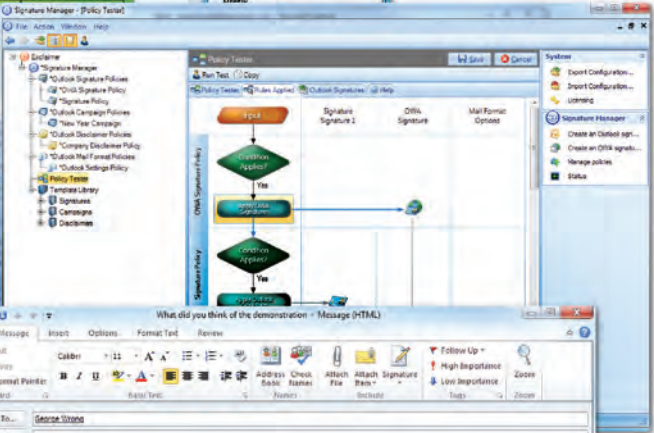 Signature Manager - [Policy Tester]
File Action Window Help
Exclaimer
*Signature Manager
*Outlook Signature Policies
*OWA Signature Policy
*Signature Policy
*Outlook Campaign Policies
*New Year Campaign
*Outlook Disclaimer Policies
*Company Disclaimer Policy
*Outlook Mail Format Policies
*Outlook Settings Policy
Policy Tester
Template Library
Signatures
Campaigns
Disclaimers
Policy Tester
Save Cancel
Run Test Copy
Policy Tester Rules Applied Outlook Signatures Help
Input
Signature
Signature 1
OWA
Signature
Mail Format
Options
OWA Signature Policy
Condition
Applies?
Yes
Apply OWA
Signatures
Signature Policy
Condition
Applies?
Yes
Apply Outlook
System
Export Configuration...
Import Configuration...
Licensing
Signature Manager
Create an Outlook sign...
Create an OWA signatu...
Manage policies
Status
What did you think of the demonstration - Message (HTML)
Message Insert Options Format Text Review
Calibri 11
Format Painter
B I U
Basic Text
Address
Book
Check
Names
Names
Attach
File
Attach
Item
Signature
Include
Follow Up
High Importance
Low Importance
Tags
Zoom
Zoom
To... George Wrong